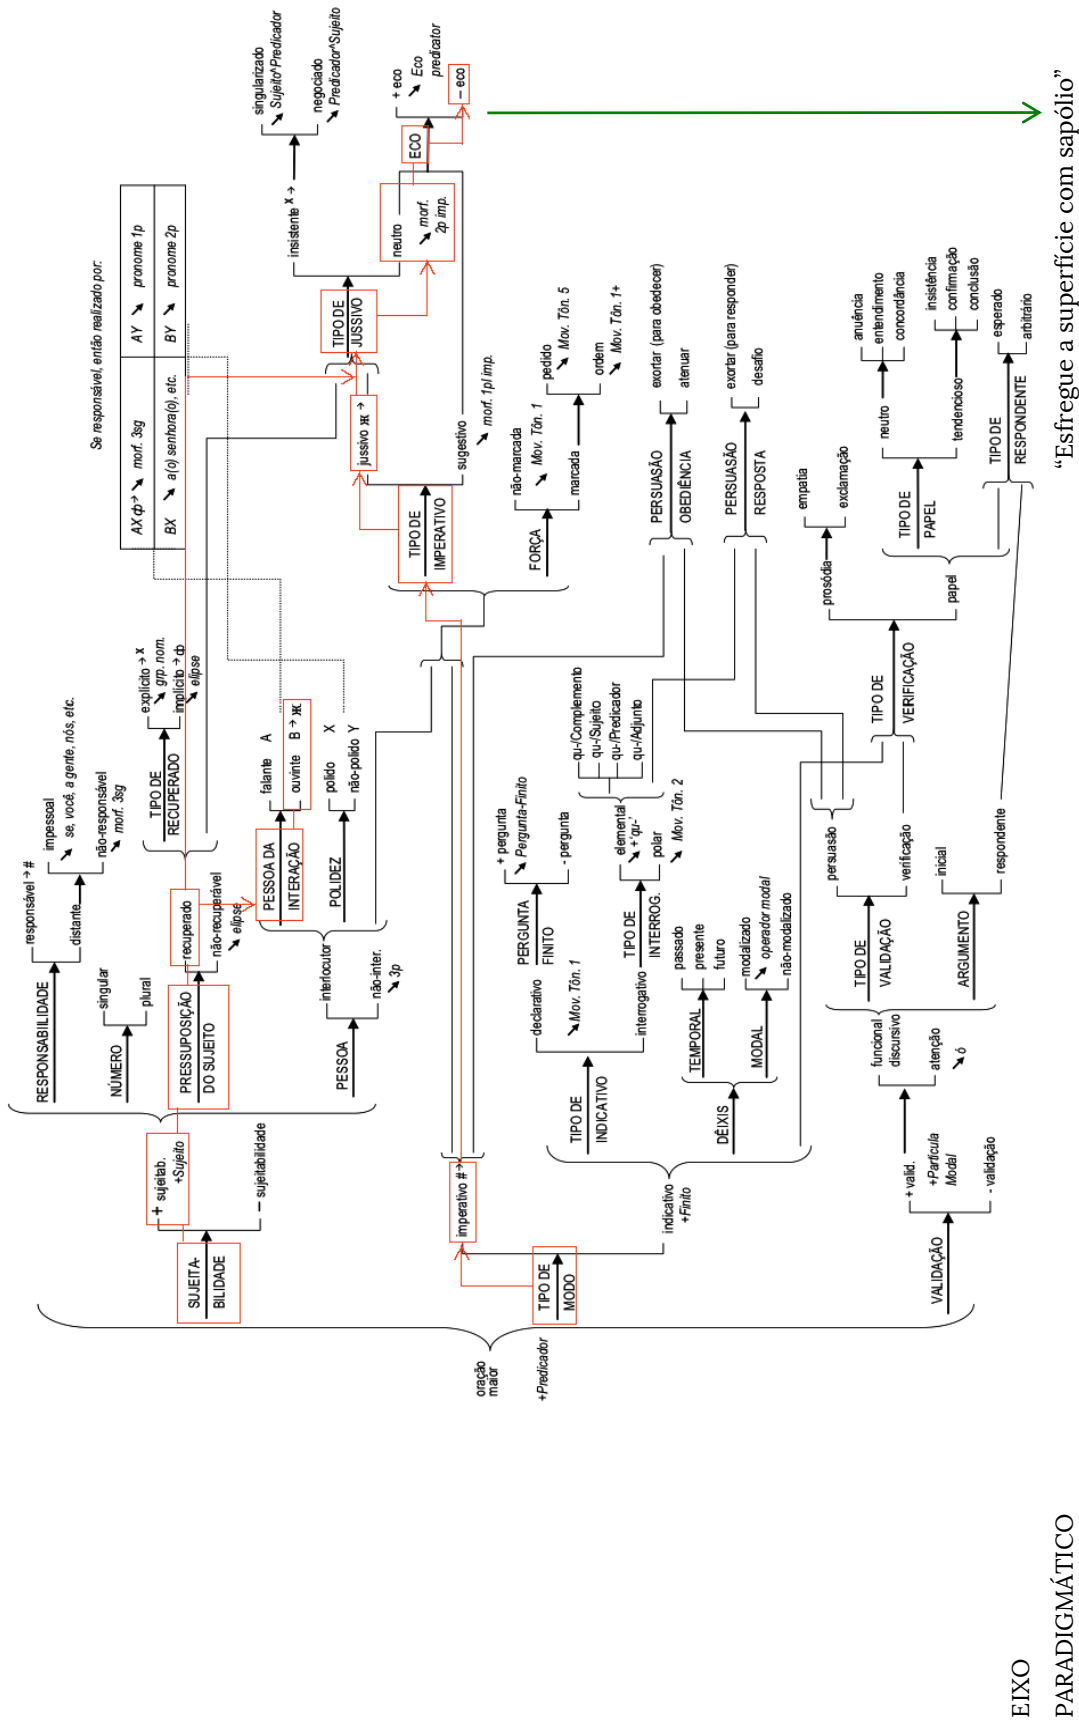 oração
maior
+Predicador
SUJEITA-
BILIDADE
+ sujeitab.
+Sujeito
– sujeitabilidade
RESPONSABIILIDADE
responsável → #
distante
impessoal
se, você, a gente, nós, etc.
não-responsável
morf. 3sg
NÚMERO
singular
plural
PRESSUPOSIÇÃO
DO SUJEITO
recuperado
não-recuperável
elipse
TIPO DE
RECUPERADO
explícito → X
grp. nom.
implícito → ф
elipse
PESSOA
interlocutor
não-inter.
3p
PESSOA DA
INTERAÇÃO
falante A
ouvinte B → Ж
POLIDEZ
polido X
não-polido Y
Se responsável, então realizado por:
AX ф → morf. 3sg
AY pronome 1p
BX a(o) senhora(o), etc.
BY pronome 2p
TIPO DE
MODO
imperativo # →
indicativo
+Finito
TIPO DE
IMPERATIVO
jussivo Ж →
sugestivo
morf. 1pl imp.
TIPO DE
JUSSIVO
insistente X →
singularizado
Sujeito^Predicador
negociado
Predicador^Sujeito
neutro
morf.
2p imp.
ECO
+ eco
Eco
predicator
– eco
FORÇA
não-marcada
Mov. Tôn. 1
marcada
pedido
Mov. Tôn. 5
ordem
Mov. Tôn. 1+
TIPO DE
INDICATIVO
declarativo
Mov. Tôn. 1
interrogativo
PERGUNTA
FINITO
+ pergunta
Pergunta-Finito
- pergunta
TIPO DE
INTERROG.
elemental
+'qu-'
polar
Mov. Tôn. 2
qu-/Complemento
qu-/Sujeito
qu-/Predicador
qu-/Adjunto
DÊIXIS
TEMPORAL
passado
presente
futuro
MODAL
modalizado
operador modal
não-modalizado
PERSUASÃO
OBEDIÊNCIA
exortar (para obedecer)
atenuar
PERSUASÃO
RESPOSTA
exortar (para responder)
desafio
VALIDAÇÃO
+ valid.
+Partícula
Modal
- validação
funcional
discursivo
atenção
ó
TIPO DE
VALIDAÇÃO
persuasão
verificação
ARGUMENTO
inicial
respondente
TIPO DE
VERIFICAÇÃO
prosódia
empatia
exclamação
papel
TIPO DE
PAPEL
neutro
anuência
entendimento
concordância
tendencioso
insistência
confirmação
conclusão
TIPO DE
RESPONDENTE
esperado
arbitrário
EIXO
PARADIGMÁTICO
“Esfregue a superfície com sapólio”